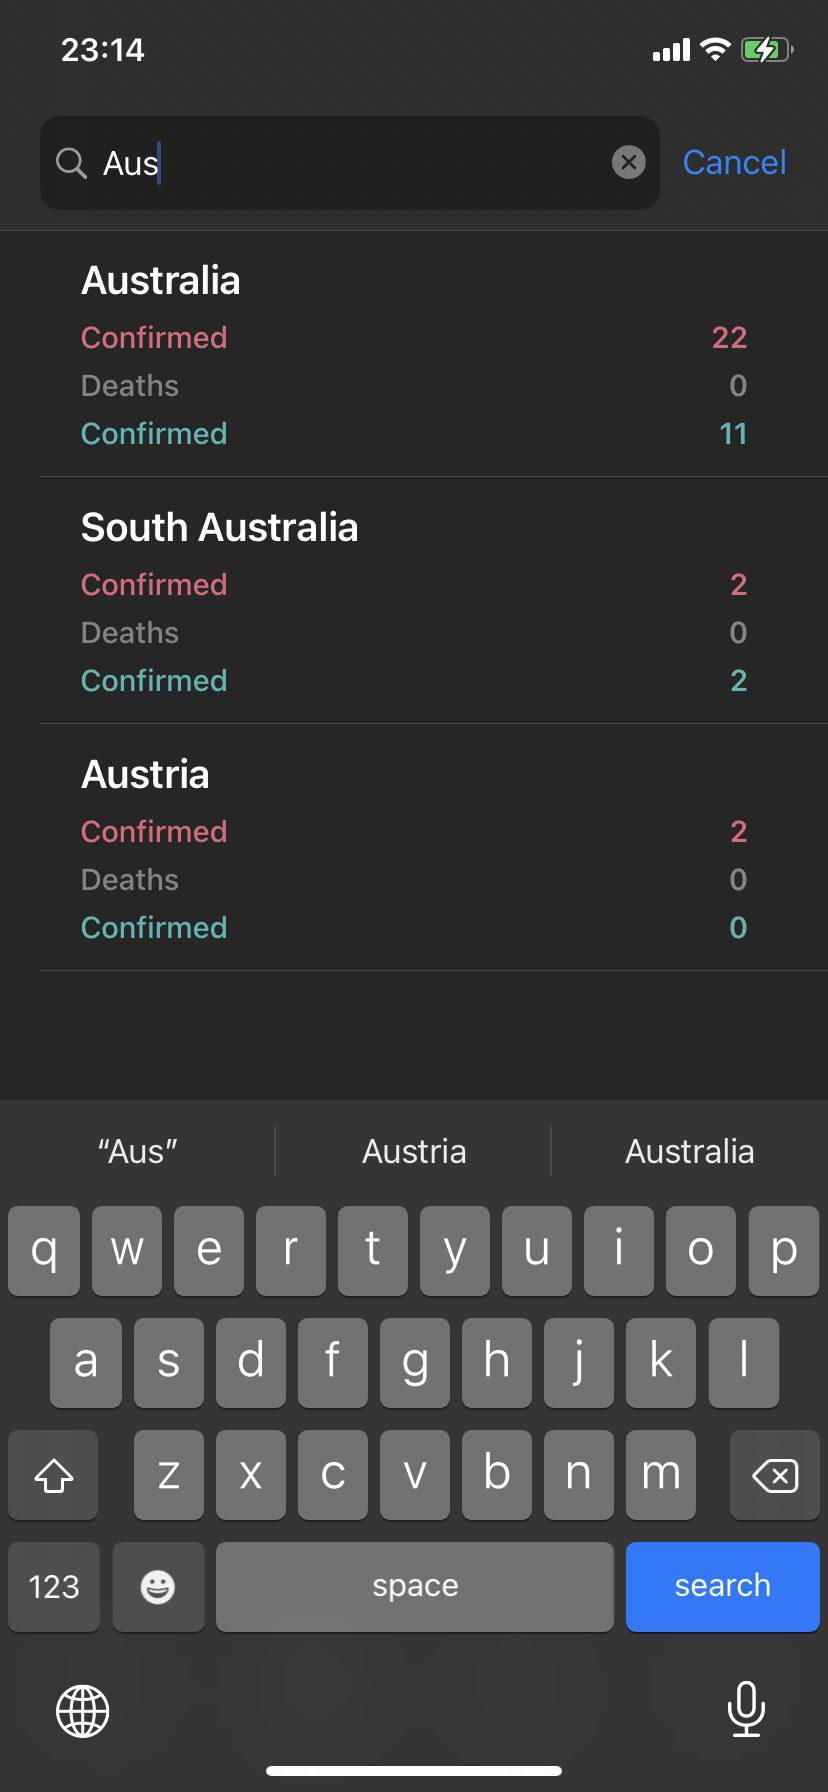 23:14
Aus Cancel
Australia
Confirmed 22
Deaths 0
Confirmed 11
South Australia
Confirmed 2
Deaths 0
Confirmed 2
Austria
Confirmed 2
Deaths 0
Confirmed 0
“Aus” Austria Australia
q w e r t y u i o p
a s d f g h j k l
z x c v b n m
123 space search